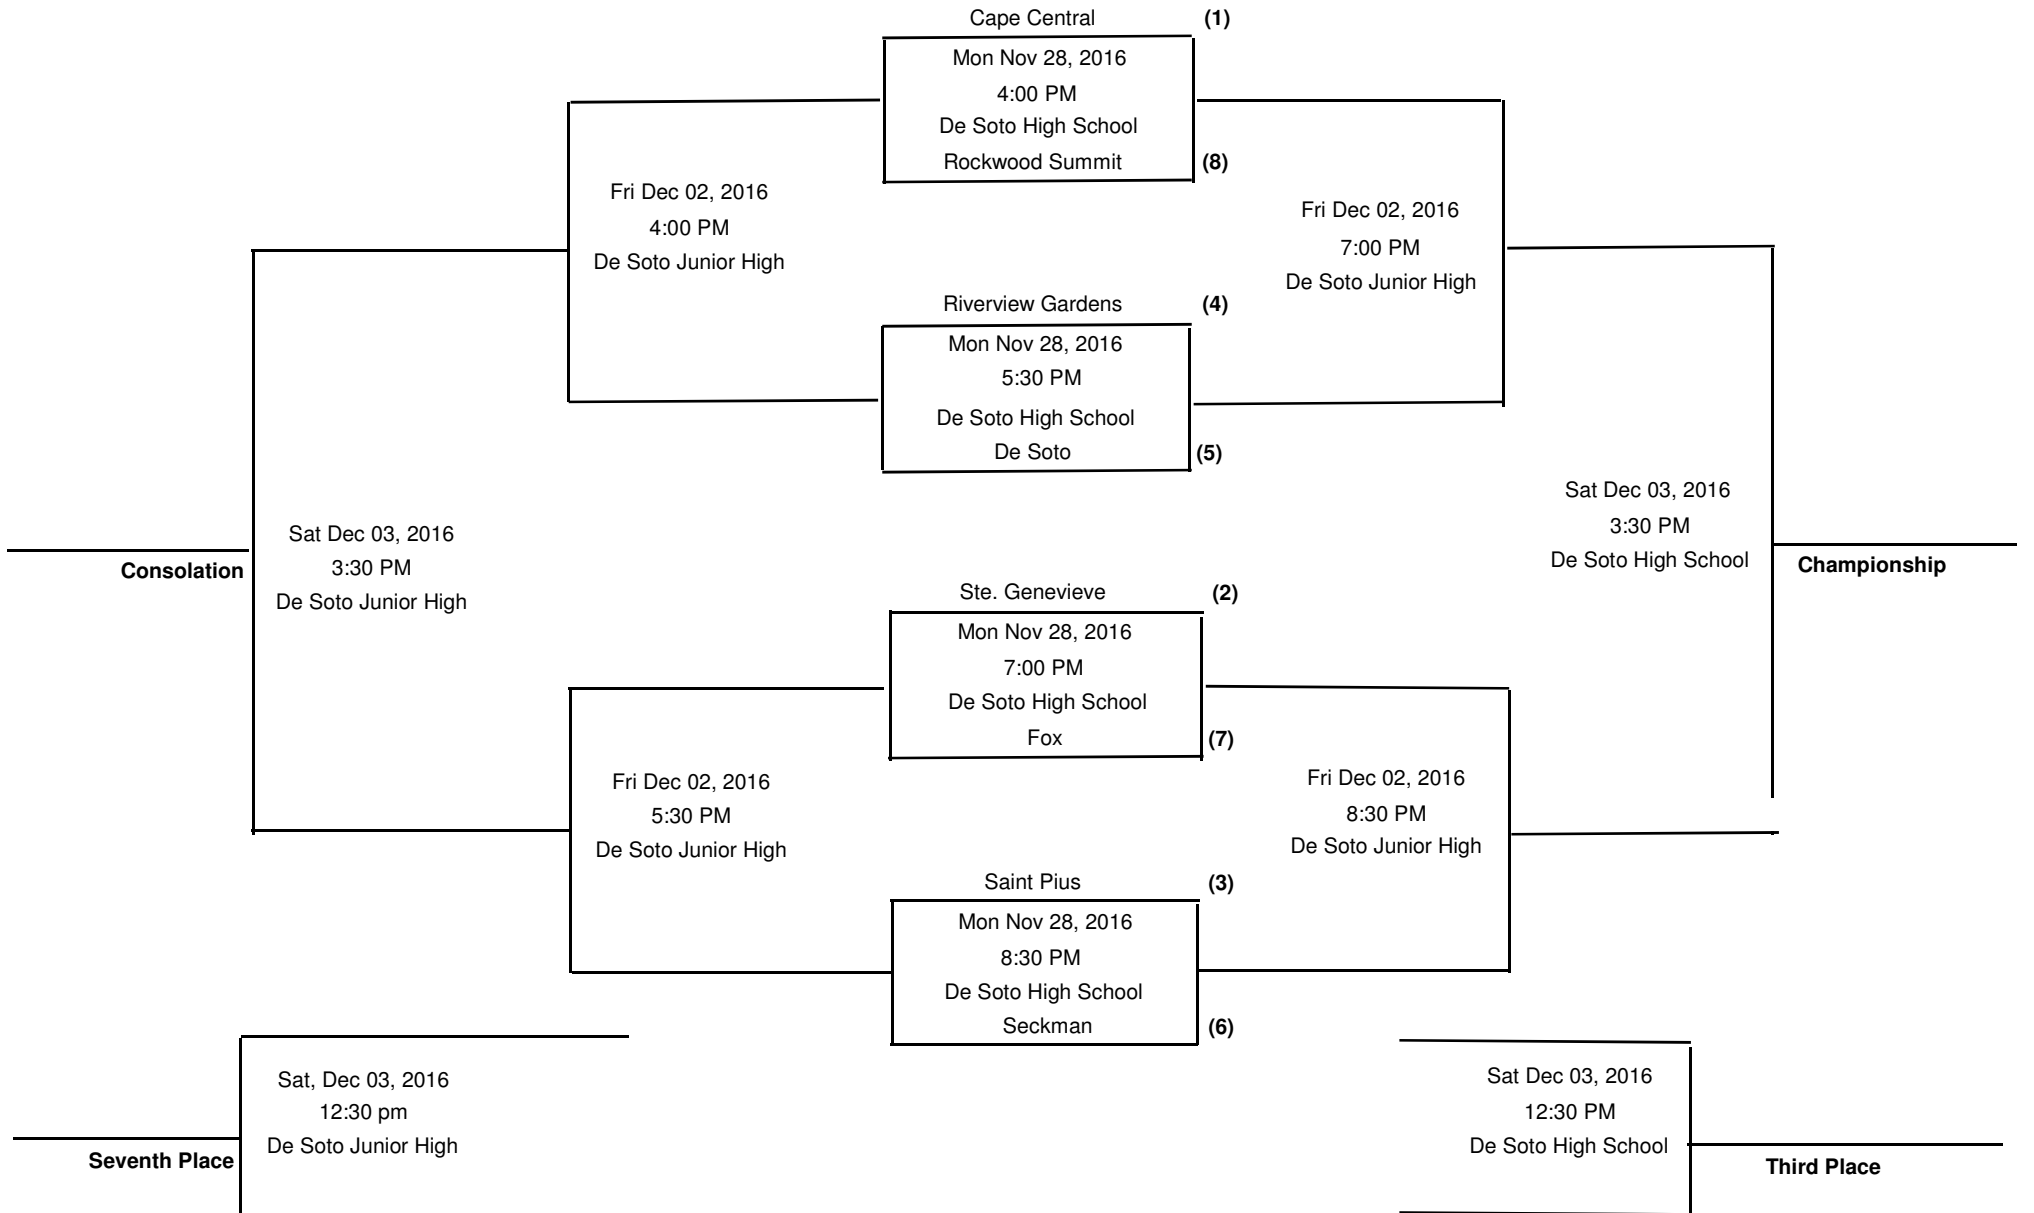 Cape Central (1)
Mon Nov 28, 2016
4:00 PM
De Soto High School
Rockwood Summit (8)
Fri Dec 02, 2016
4:00 PM
De Soto Junior High
Fri Dec 02, 2016
7:00 PM
De Soto Junior High
Riverview Gardens (4)
Mon Nov 28, 2016
5:30 PM
De Soto High School
De Soto (5)
Sat Dec 03, 2016
3:30 PM
De Soto Junior High
Consolation
Sat Dec 03, 2016
3:30 PM
De Soto High School
Championship
Ste. Genevieve (2)
Mon Nov 28, 2016
7:00 PM
De Soto High School
Fox (7)
Fri Dec 02, 2016
5:30 PM
De Soto Junior High
Fri Dec 02, 2016
8:30 PM
De Soto Junior High
Saint Pius (3)
Mon Nov 28, 2016
8:30 PM
De Soto High School
Seckman (6)
Sat, Dec 03, 2016
12:30 pm
De Soto Junior High
Seventh Place
Sat Dec 03, 2016
12:30 PM
De Soto High School
Third Place